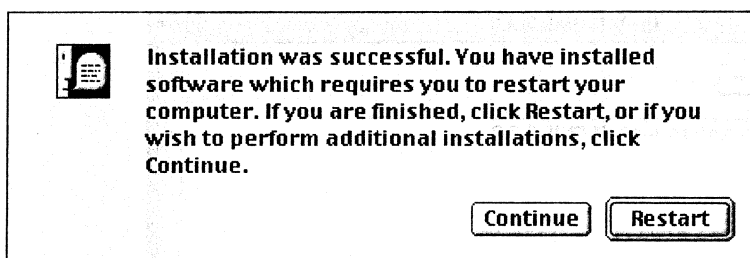 Installation was successful. You have installed
software which requires you to restart your
computer. If you are finished, click Restart, or if you
wish to perform additional installations, click
Continue.
Continue Restart